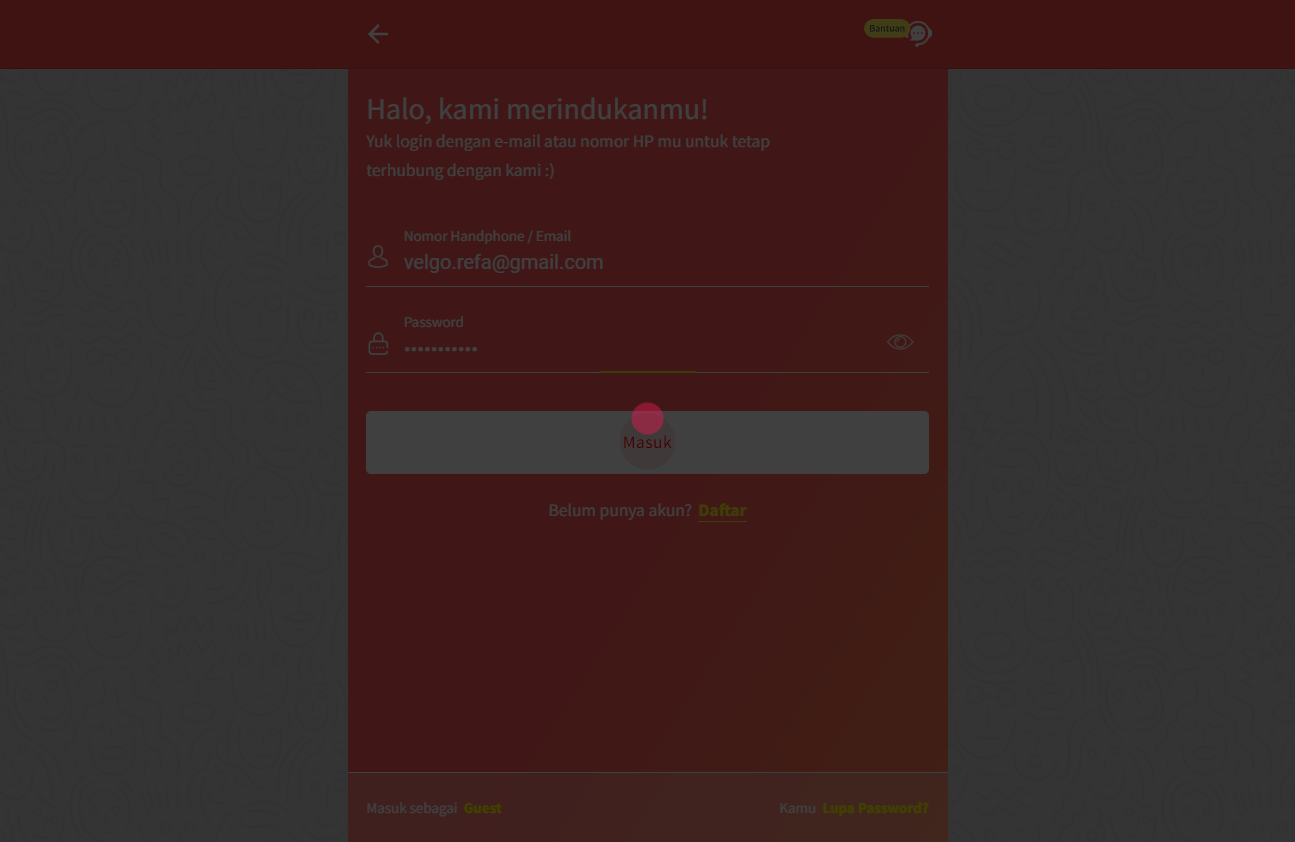 Bantuan
Halo, kami merindukanmu!
Yuk login dengan e-mail atau nomor HP mu untuk tetap
terhubung dengan kami :)
Nomor Handphone / Email
velgo.refa@gmail.com
Password
•••••••••••
Masuk
Belum punya akun? Daftar
Masuk sebagai Guest
Kamu Lupa Password?